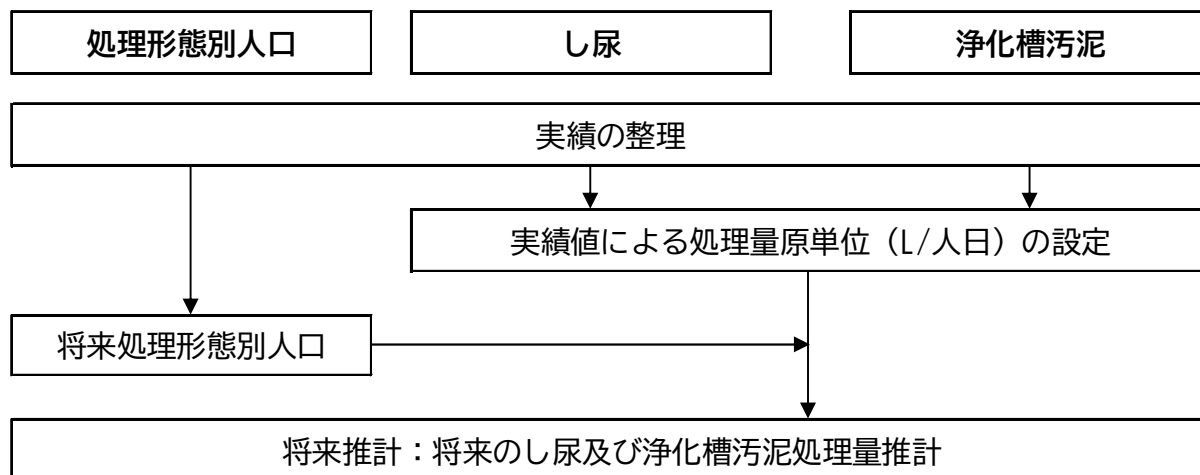 処理形態別人口
し尿
浄化槽汚泥
実績の整理
実績値による処理量原単位（L/人日）の設定
将来処理形態別人口
将来推計：将来のし尿及び浄化槽汚泥処理量推計